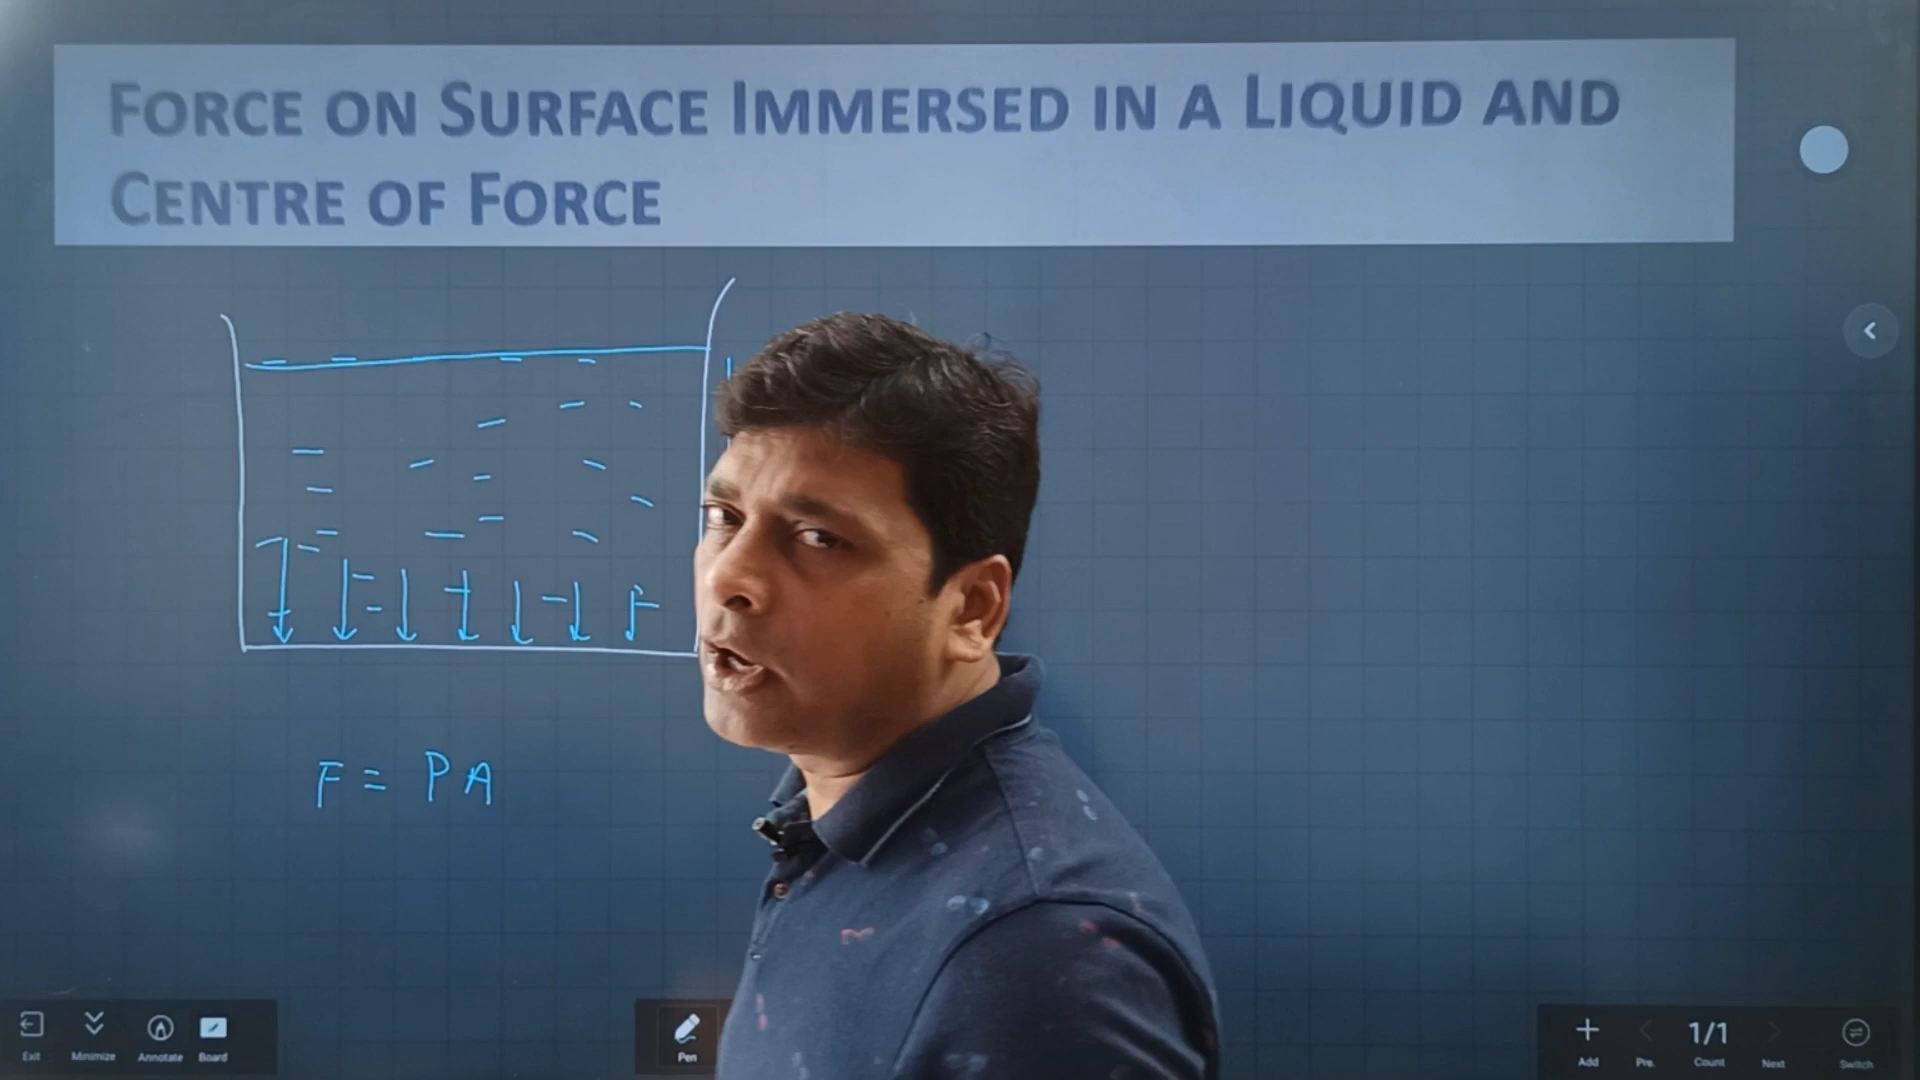 FORCE ON SURFACE IMMERSED IN A LIQUID AND
CENTRE OF FORCE
F = PA
Exit
Minimize
Annotate
Board
Pen
Add
Pre.
1/1
Count
Next
Switch